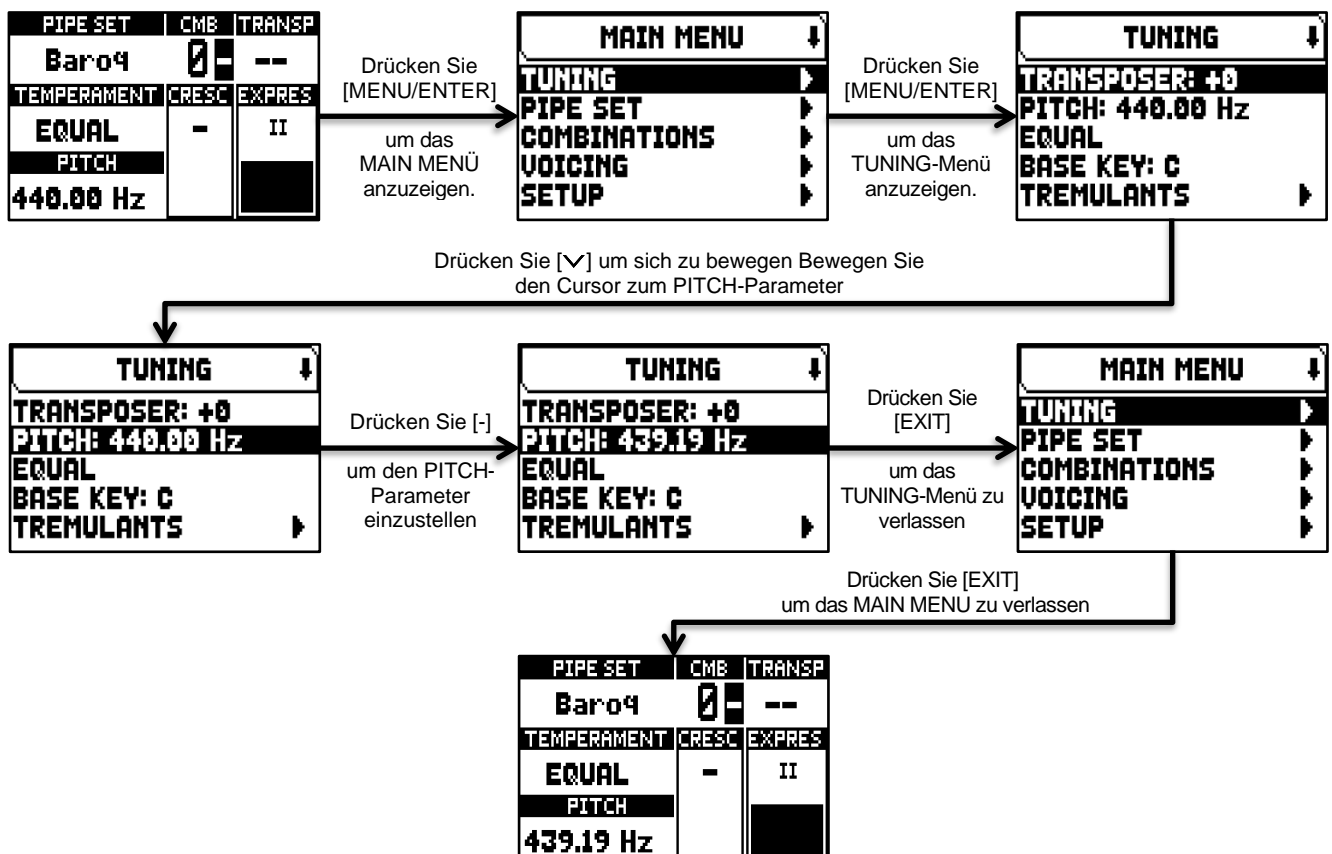 PIPE SET CMB TRANSP
Baroq 0- --
TEMPERAMENT CRESC EXPRES
EQUAL - II
PITCH
440.00 Hz
Drücken Sie
[MENU/ENTER]
um das
MAIN MENÜ
anzuzeigen.
MAIN MENU
TUNING
PIPE SET
COMBINATIONS
VOICING
SETUP
Drücken Sie
[MENU/ENTER]
um das
TUNING-Menü
anzuzeigen.
TUNING
TRANSPOSER: +0
PITCH: 440.00 Hz
EQUAL
BASE KEY: C
TREMULANTS
Drücken Sie [∨] um sich zu bewegen Bewegen Sie
den Cursor zum PITCH-Parameter
TUNING
TRANSPOSER: +0
PITCH: 440.00 Hz
EQUAL
BASE KEY: C
TREMULANTS
Drücken Sie [-]
um den PITCH-
Parameter
einzustellen
TUNING
TRANSPOSER: +0
PITCH: 439.19 Hz
EQUAL
BASE KEY: C
TREMULANTS
Drücken Sie
[EXIT]
um das
TUNING-Menü zu
verlassen
MAIN MENU
TUNING
PIPE SET
COMBINATIONS
VOICING
SETUP
Drücken Sie [EXIT]
um das MAIN MENU zu verlassen
PIPE SET CMB TRANSP
Baroq 0- --
TEMPERAMENT CRESC EXPRES
EQUAL - II
PITCH
439.19 Hz